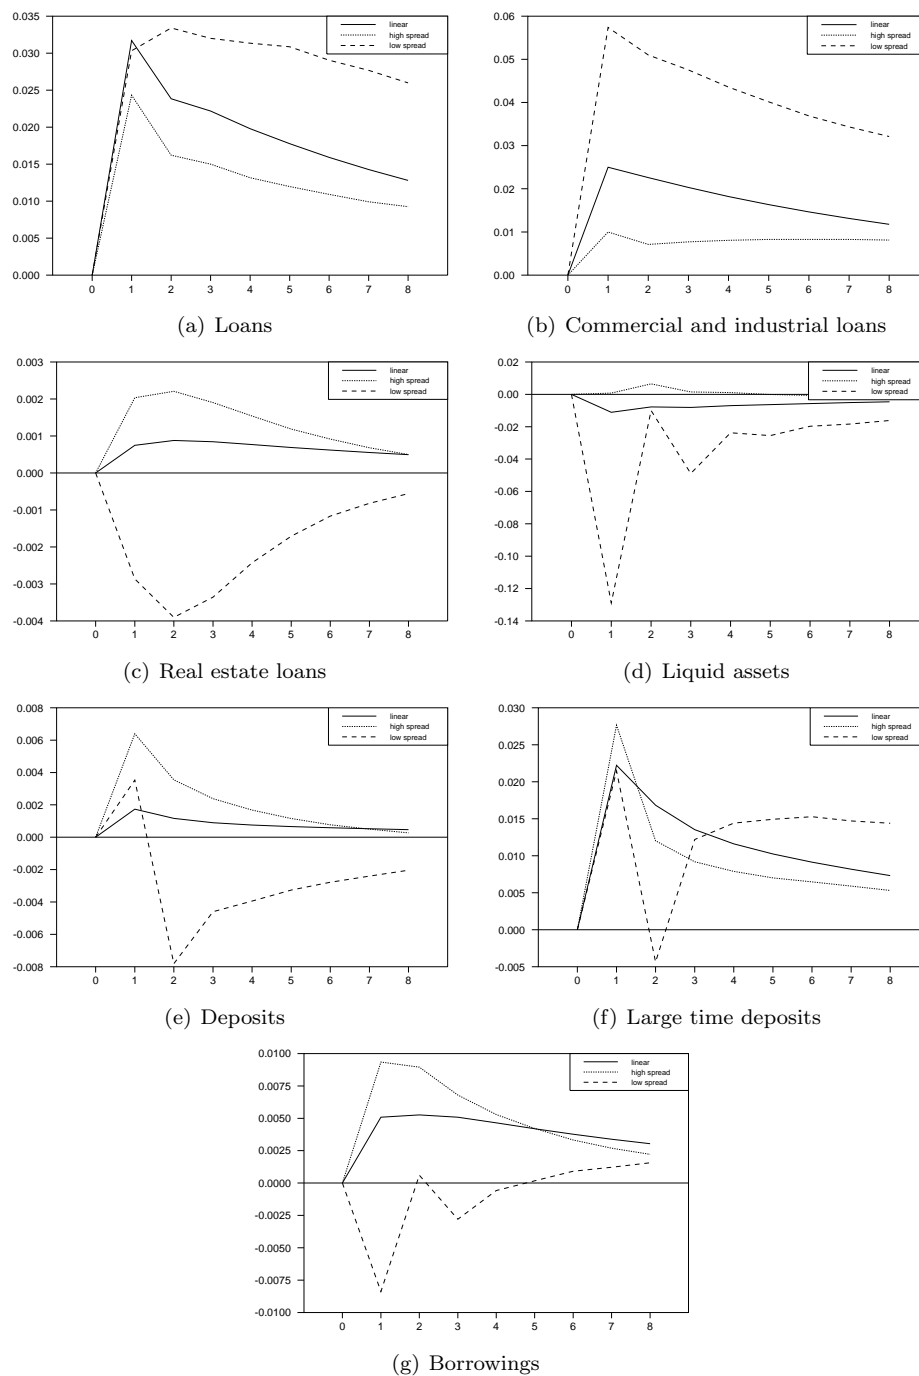 0.035
0.030
0.025
0.020
0.015
0.010
0.005
0.000
linear
high spread
low spread
0 1 2 3 4 5 6 7 8
(a) Loans
0.06
0.05
0.04
0.03
0.02
0.01
0.00
linear
high spread
low spread
0 1 2 3 4 5 6 7 8
(b) Commercial and industrial loans
0.003
0.002
0.001
0.000
-0.001
-0.002
-0.003
-0.004
linear
high spread
low spread
0 1 2 3 4 5 6 7 8
(c) Real estate loans
0.02
0.00
-0.02
-0.04
-0.06
-0.08
-0.10
-0.12
-0.14
linear
high spread
low spread
0 1 2 3 4 5 6 7 8
(d) Liquid assets
0.008
0.006
0.004
0.002
0.000
-0.002
-0.004
-0.006
-0.008
linear
high spread
low spread
0 1 2 3 4 5 6 7 8
(e) Deposits
0.030
0.025
0.020
0.015
0.010
0.005
0.000
-0.005
linear
high spread
low spread
0 1 2 3 4 5 6 7 8
(f) Large time deposits
0.0100
0.0075
0.0050
0.0025
0.0000
-0.0025
-0.0050
-0.0075
-0.0100
linear
high spread
low spread
0 1 2 3 4 5 6 7 8
(g) Borrowings